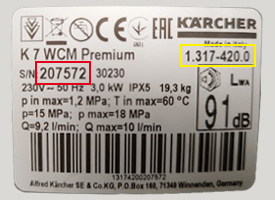 KÄRCHER
Made in Italy
K 7 WCM Premium
1.317-420.0
S/N 207572 30230
230V ~ 50 Hz 3,0 kW IPX5 19,3 kg
p in max=1,2 MPa; T in max=60 °C
p=15 MPa; p max=18 MPa
Q=9,2 l/min; Q max=10 l/min
LWA
91
dB
13174200207572
Alfred Kärcher SE & Co.KG, P.O.Box 160, 71349 Winnenden, Germany